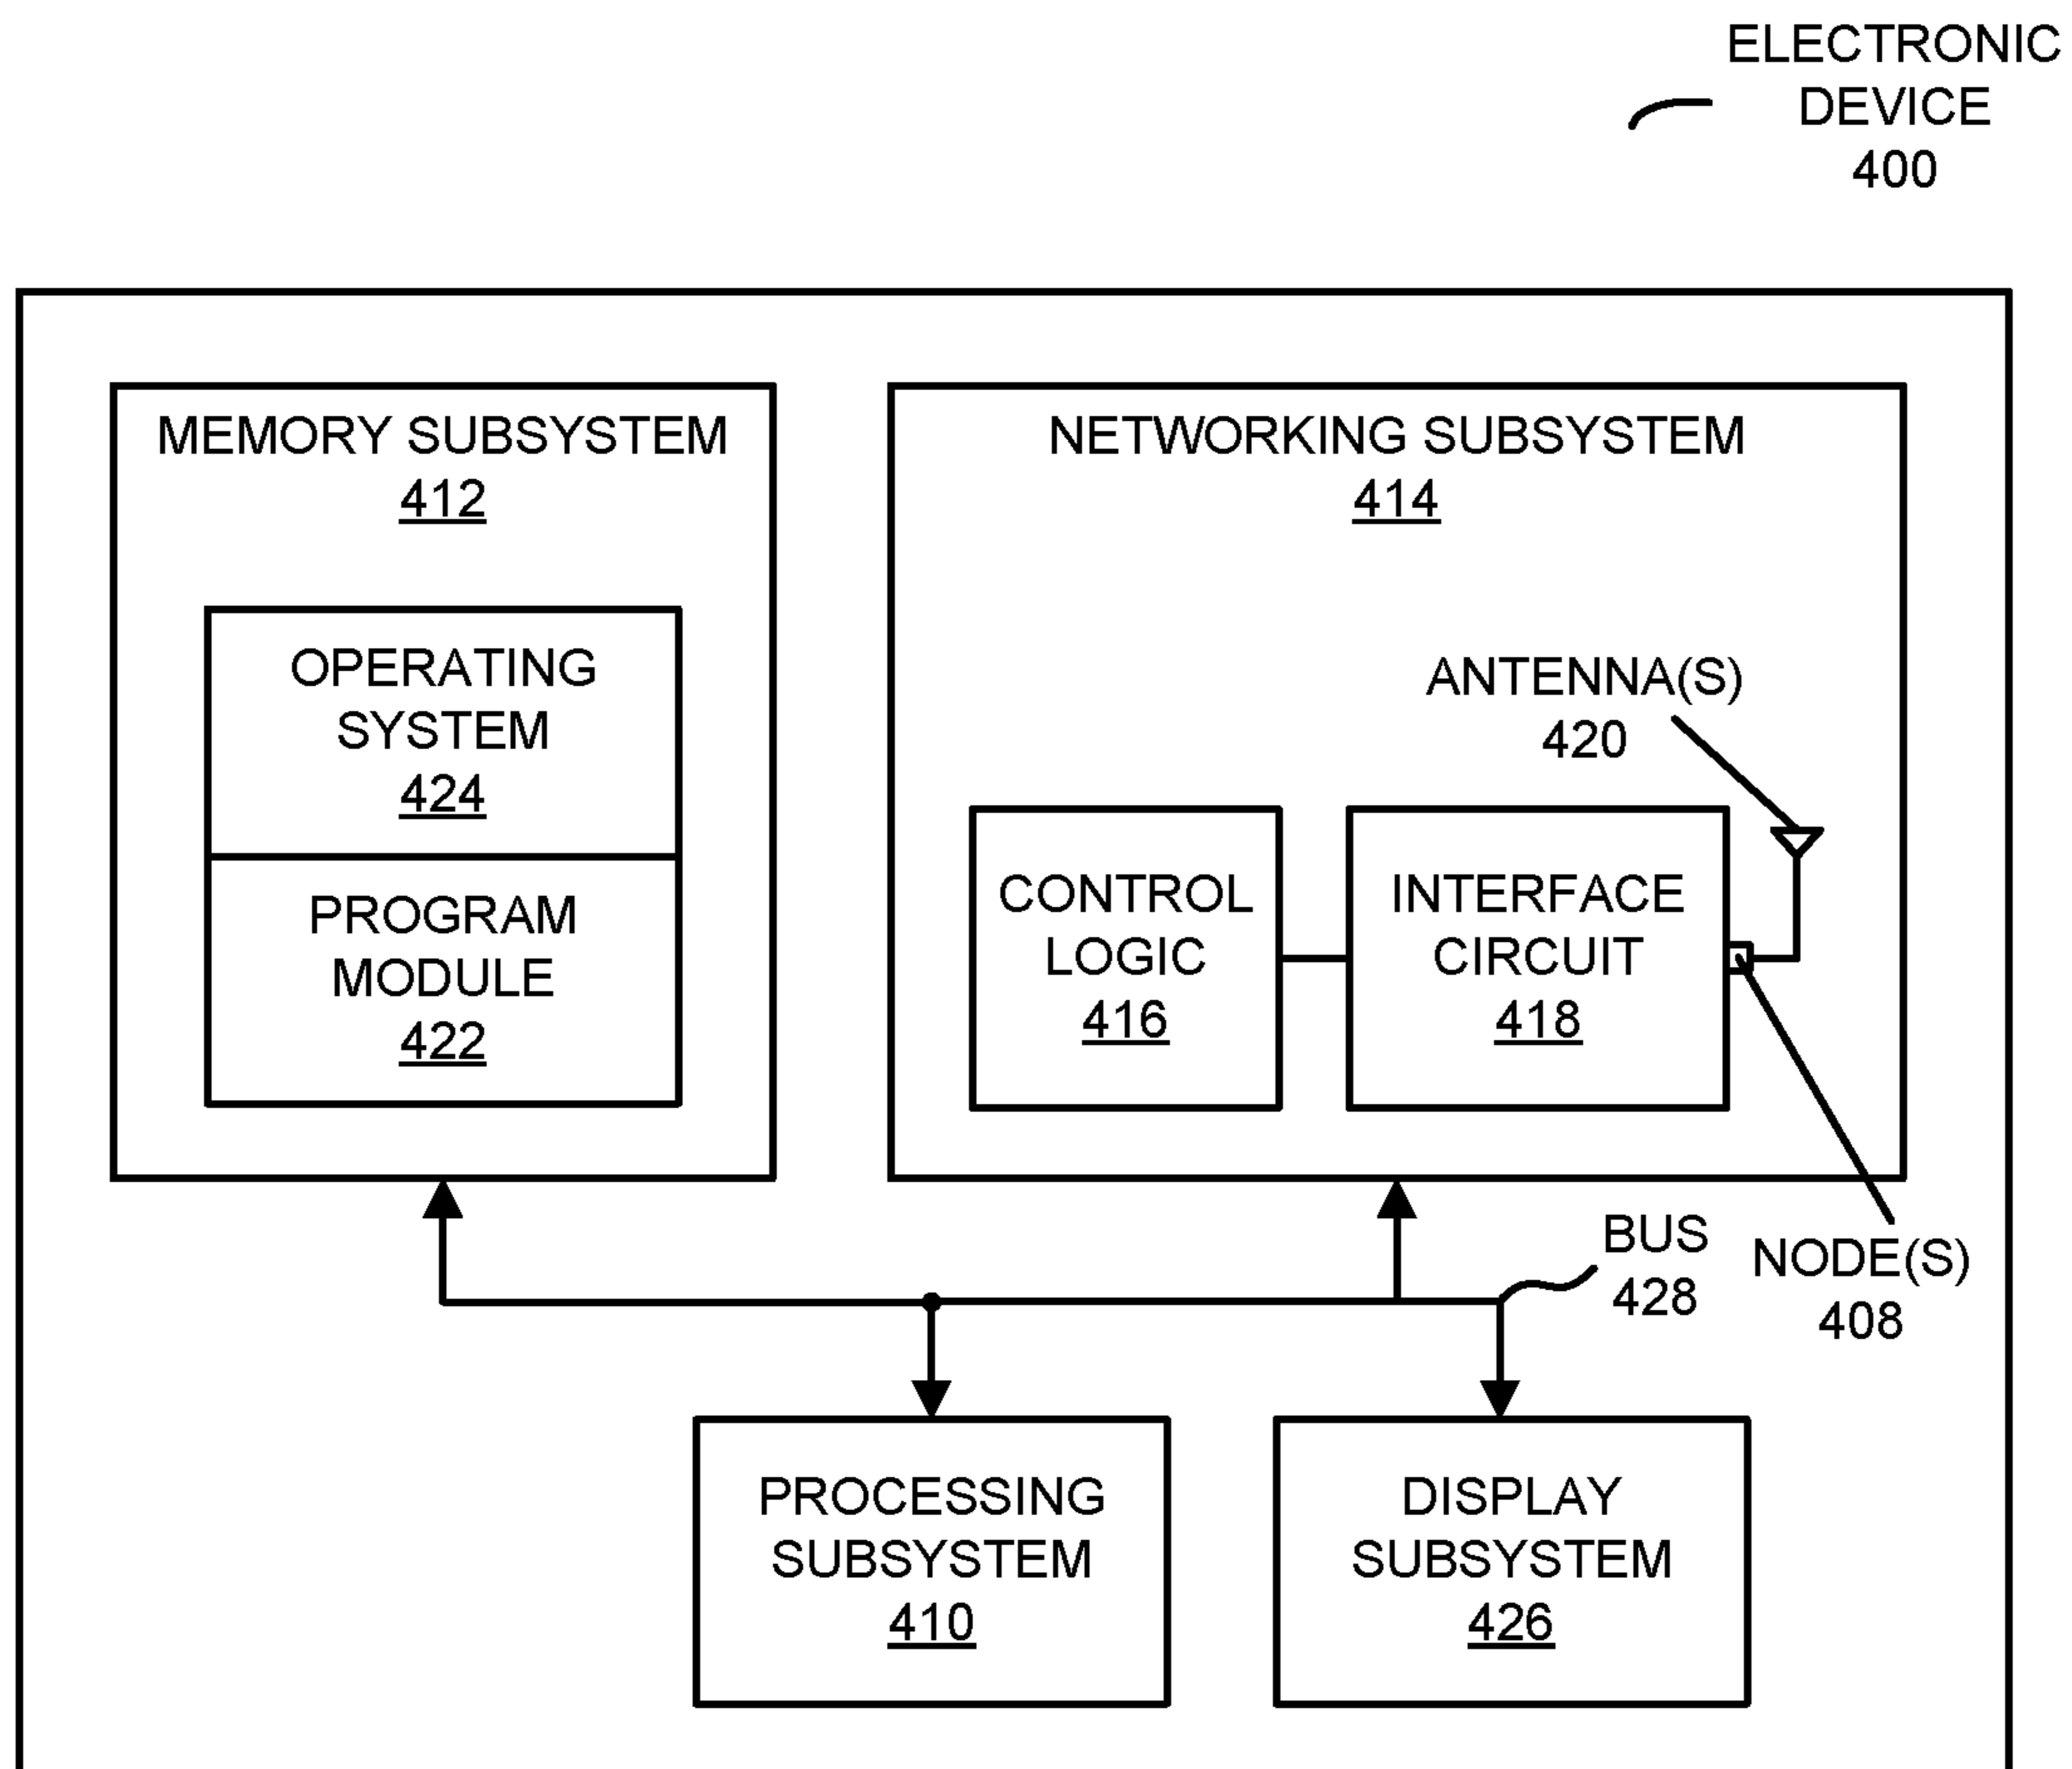 ELECTRONIC
DEVICE
400
MEMORY SUBSYSTEM
412
OPERATING
SYSTEM
424
PROGRAM
MODULE
422
NETWORKING SUBSYSTEM
414
ANTENNA(S)
420
CONTROL
LOGIC
416
INTERFACE
CIRCUIT
418
BUS
428
NODE(S)
408
PROCESSING
SUBSYSTEM
410
DISPLAY
SUBSYSTEM
426